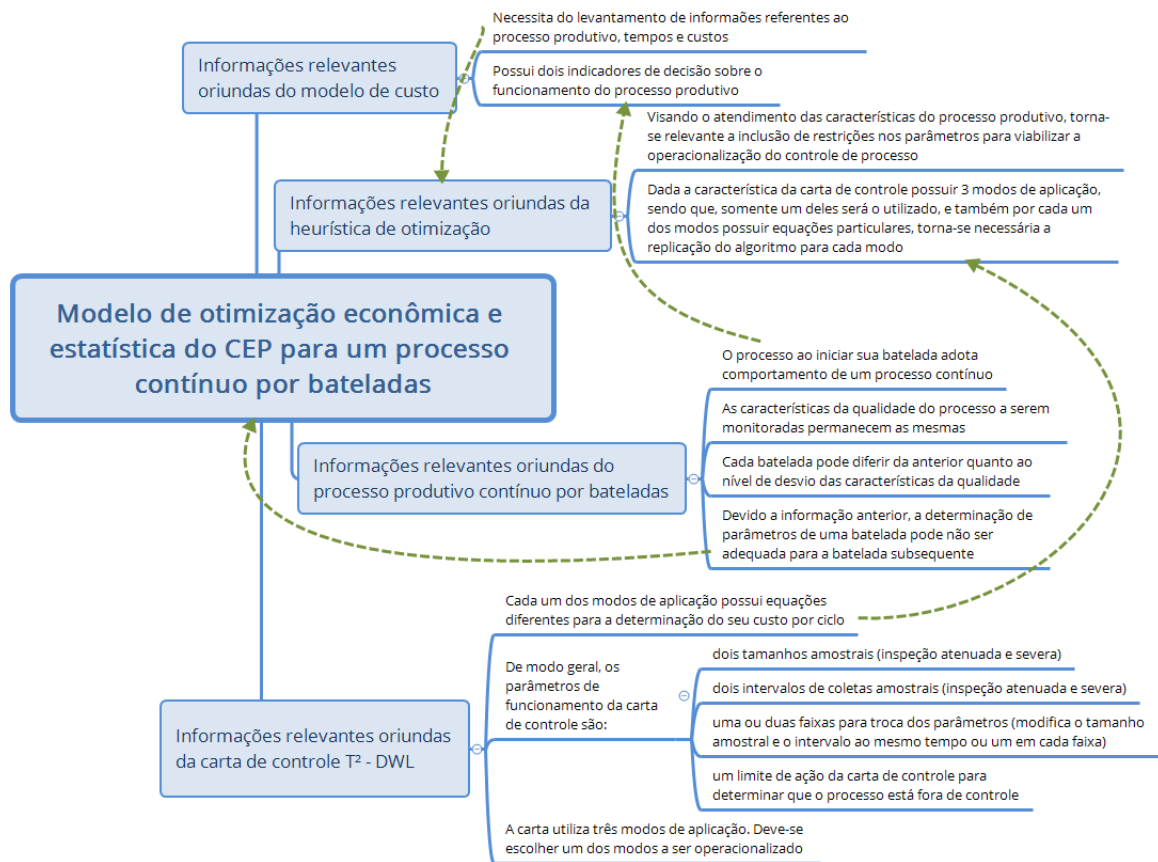 Necessita do levantamento de informaões referentes ao
processo produtivo, tempos e custos
Informações relevantes
oriundas do modelo de custo
Possui dois indicadores de decisão sobre o
funcionamento do processo produtivo
Visando o atendimento das características do processo produtivo, torna-
se relevante a inclusão de restrições nos parâmetros para viabilizar a
operacionalização do controle de processo
Informações relevantes oriundas da
heurística de otimização
Dada a característica da carta de controle possuir 3 modos de aplicação,
sendo que, somente um deles será o utilizado, e também por cada um
dos modos possuir equações particulares, torna-se necessária a
replicação do algoritmo para cada modo
Modelo de otimização econômica e
estatística do CEP para um processo
contínuo por bateladas
O processo ao iniciar sua batelada adota
comportamento de um processo contínuo
As características da qualidade do processo a serem
monitoradas permanecem as mesmas
Informações relevantes oriundas do
processo produtivo contínuo por bateladas
Cada batelada pode diferir da anterior quanto ao
nível de desvio das características da qualidade
Devido a informação anterior, a determinação de
parâmetros de uma batelada pode não ser
adequada para a batelada subsequente
Cada um dos modos de aplicação possui equações
diferentes para a determinação do seu custo por ciclo
De modo geral, os
parâmetros de
funcionamento da carta
de controle são:
dois tamanhos amostrais (inspeção atenuada e severa)
dois intervalos de coletas amostrais (inspeção atenuada e severa)
uma ou duas faixas para troca dos parâmetros (modifica o tamanho
amostral e o intervalo ao mesmo tempo ou um em cada faixa)
um limite de ação da carta de controle para
determinar que o processo está fora de controle
Informações relevantes oriundas
da carta de controle T² - DWL
A carta utiliza três modos de aplicação. Deve-se
escolher um dos modos a ser operacionalizado